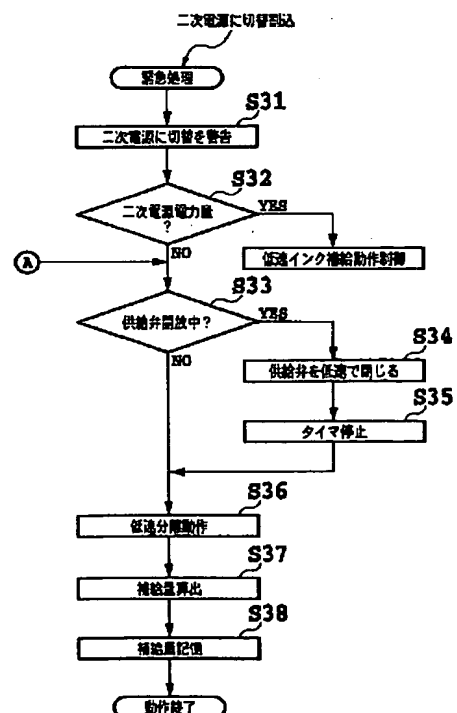 二次電源に切替割込
緊急処理
S31
二次電源に切替を警告
S32
二次電源電力量
?
YES
NO
低速インク補給動作制御
A
S33
供給弁開放中?
YES
NO
S34
供給弁を低速で閉じる
S35
タイマ停止
S36
低速分離動作
S37
補給量算出
S38
補給量記憶
動作終了